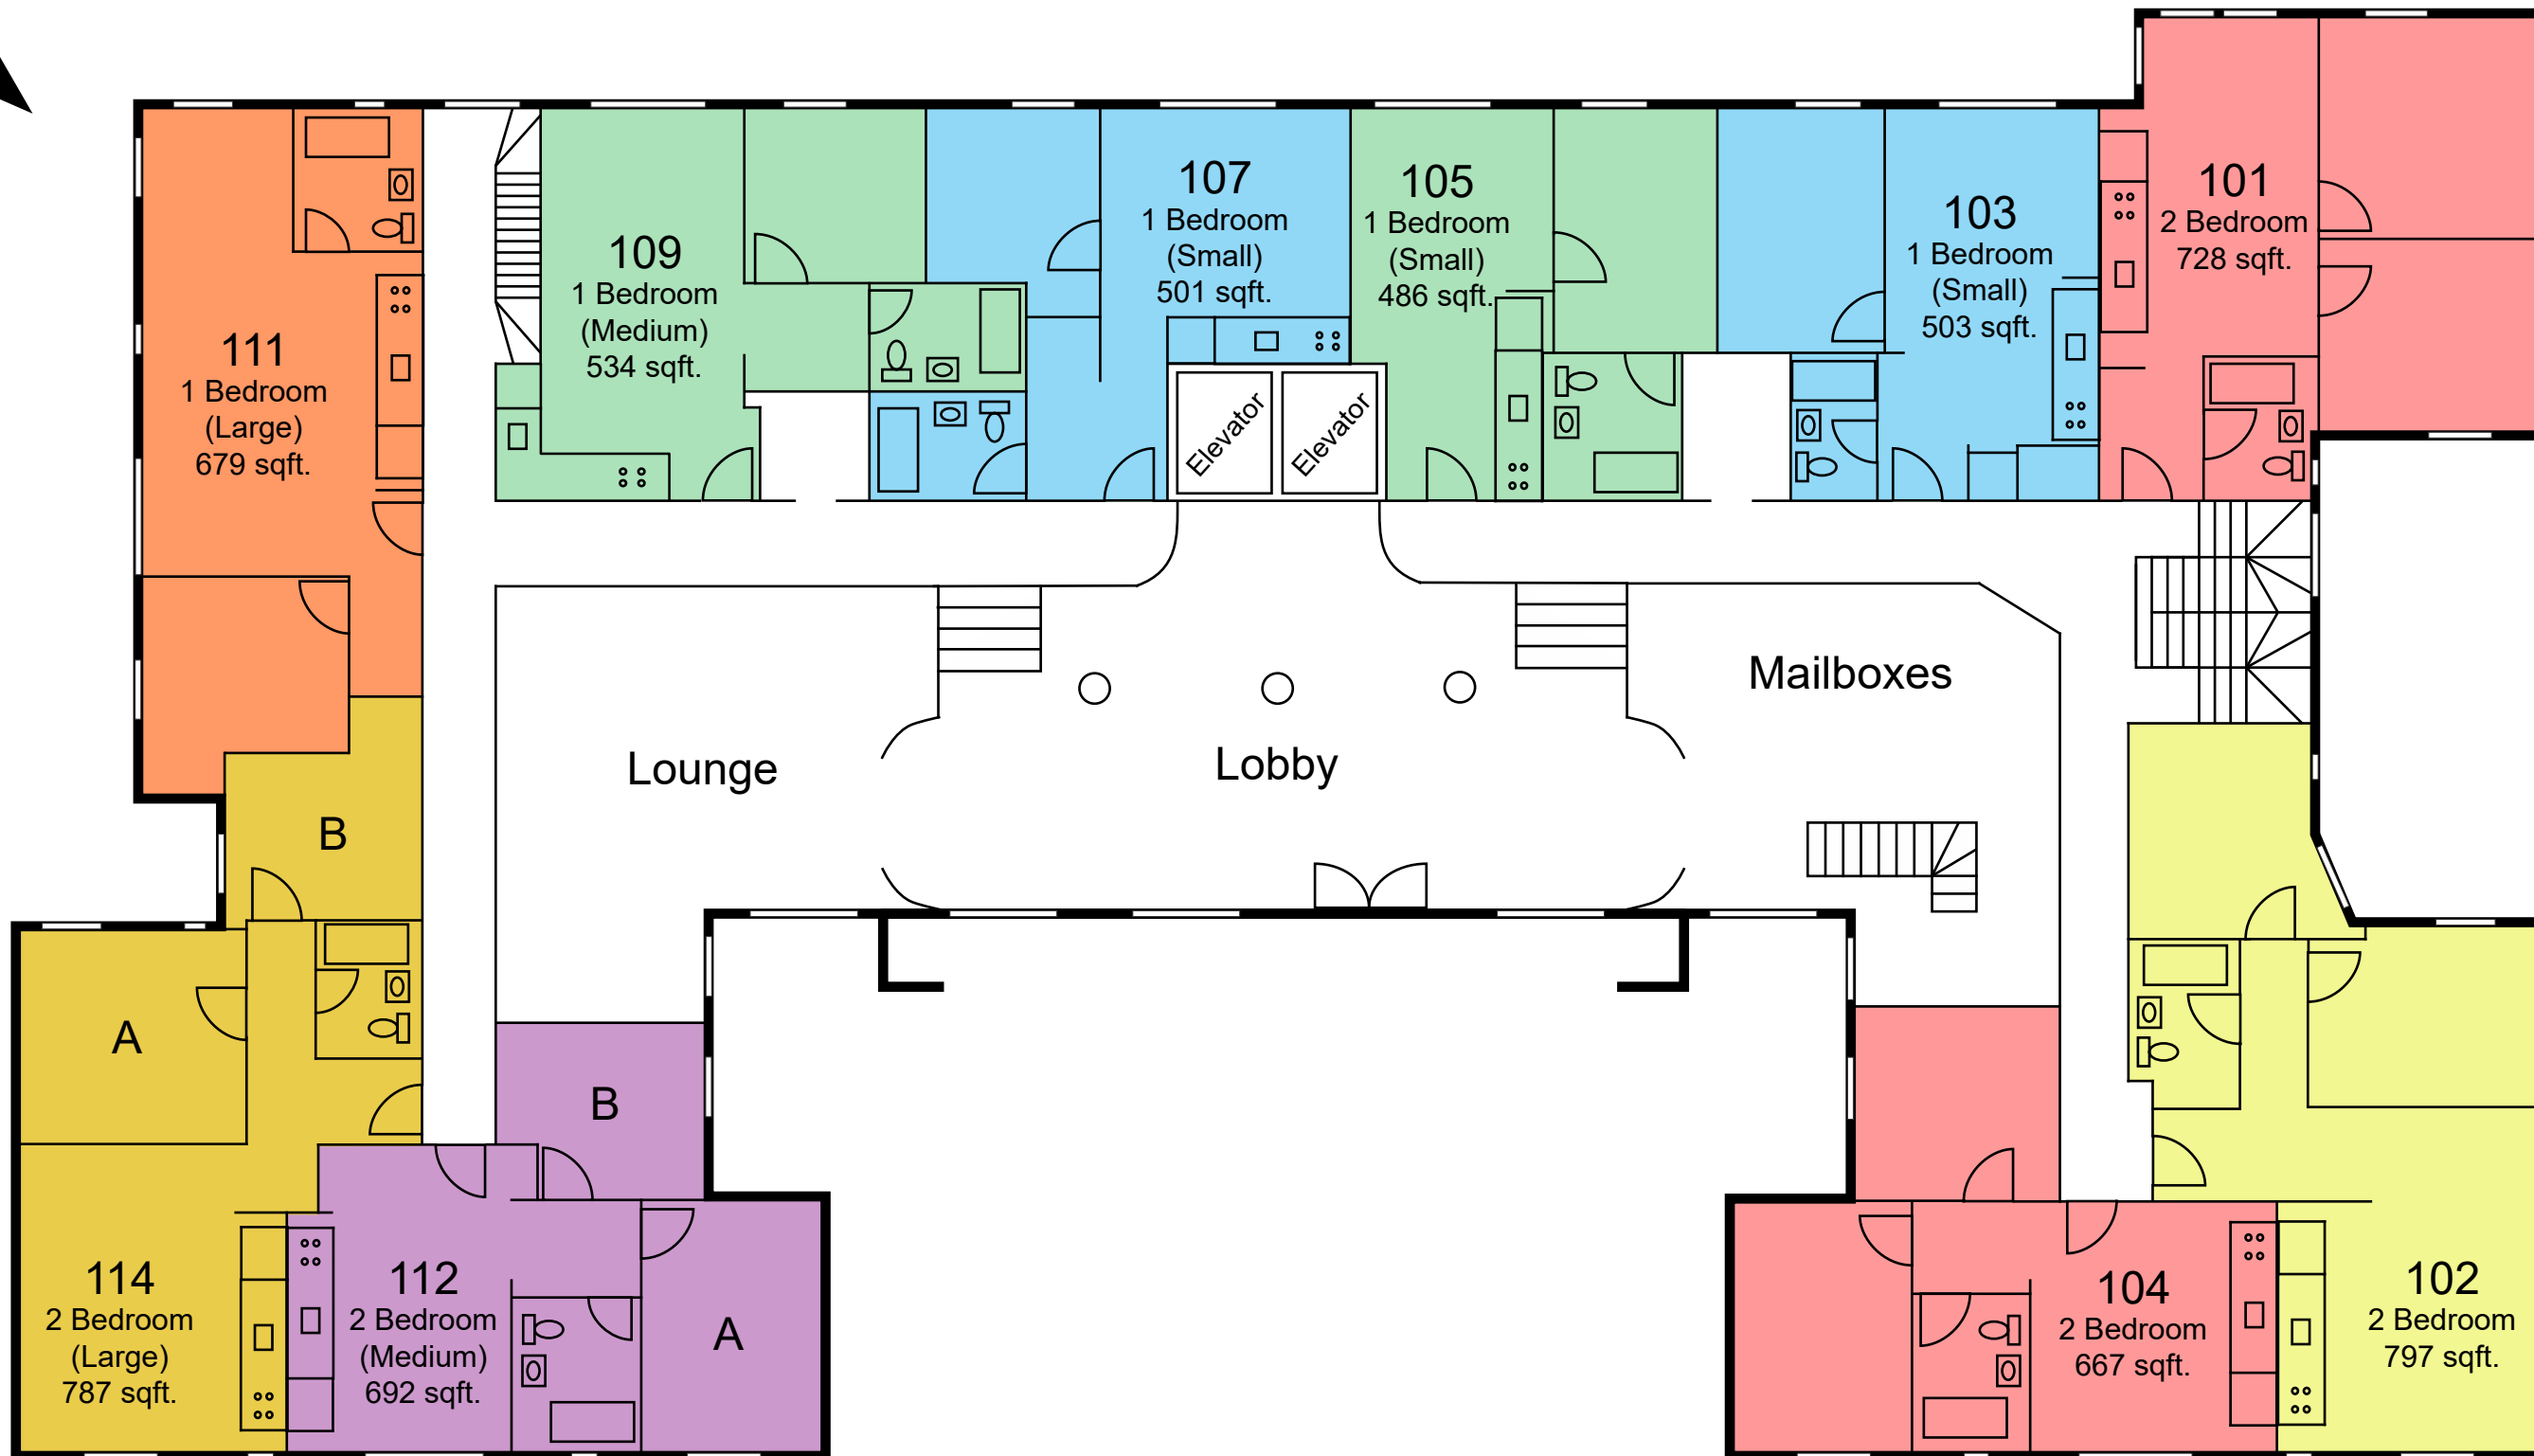 101
2 Bedroom
728 sqft.
107
1 Bedroom
(Small)
501 sqft.
105
1 Bedroom
(Small)
486 sqft.
103
1 Bedroom
(Small)
503 sqft.
109
1 Bedroom
(Medium)
534 sqft.
111
1 Bedroom
(Large)
679 sqft.
Elevator
Elevator
Mailboxes
Lounge
Lobby
B
A
B
114
2 Bedroom
(Large)
787 sqft.
112
2 Bedroom
(Medium)
692 sqft.
A
104
2 Bedroom
667 sqft.
102
2 Bedroom
797 sqft.